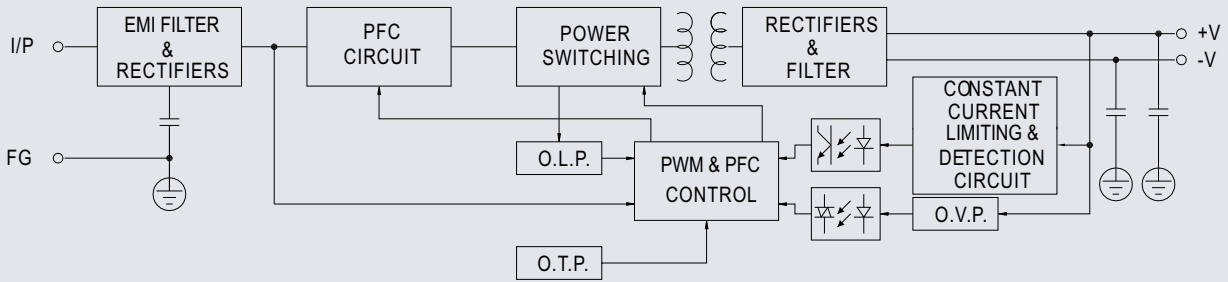 I/P
EMI FILTER
&
RECTIFIERS
PFC
CIRCUIT
POWER
SWITCHING
RECTIFIERS
&
FILTER
+V
-V
FG
O.L.P.
PWM & PFC
CONTROL
CONSTANT
CURRENT
LIMITING &
DETECTION
CIRCUIT
O.V.P.
O.T.P.